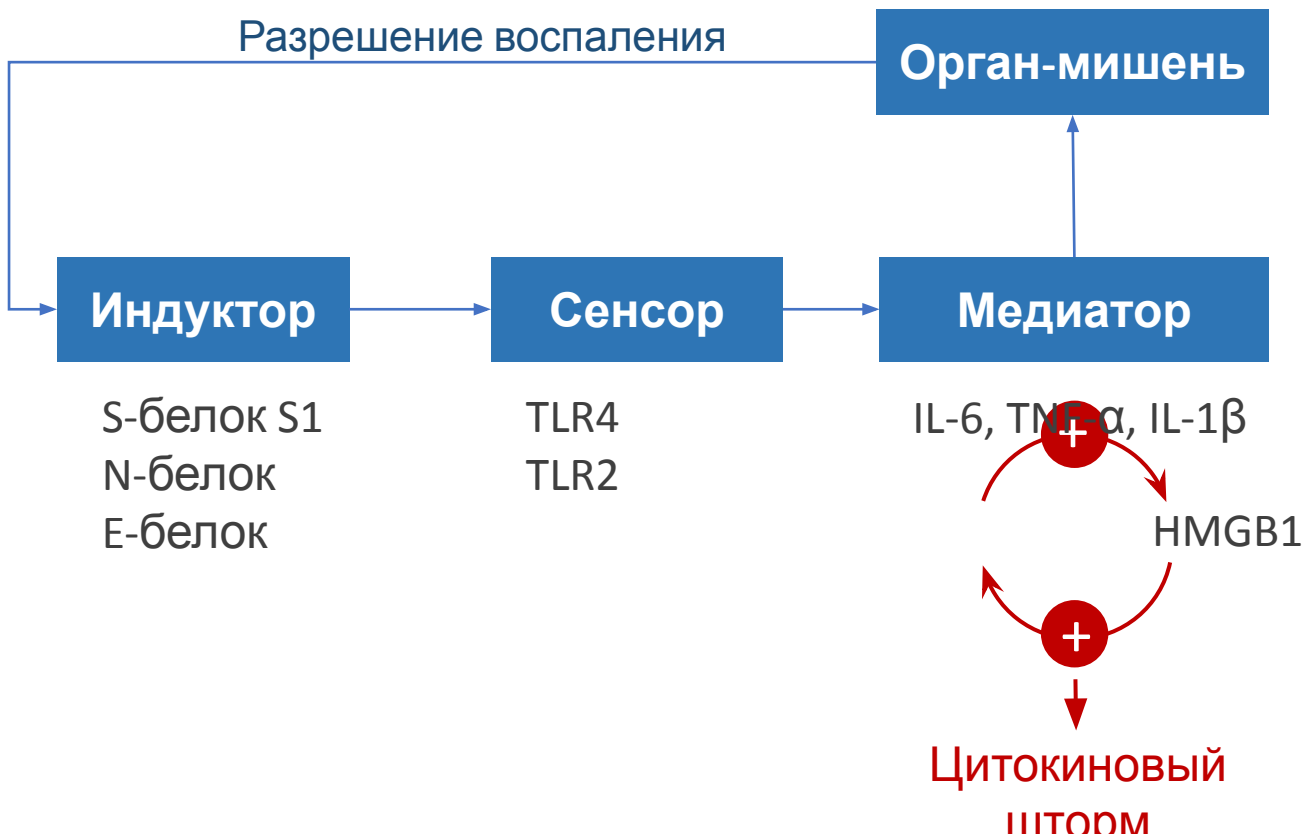 Разрешение воспаления
Орган-мишень
Индуктор
Сенсор
Медиатор
S-белок S1
N-белок
E-белок
TLR4
TLR2
IL-6, TNF-α, IL-1β
+
HMGB1
+
Цитокиновый
шторм